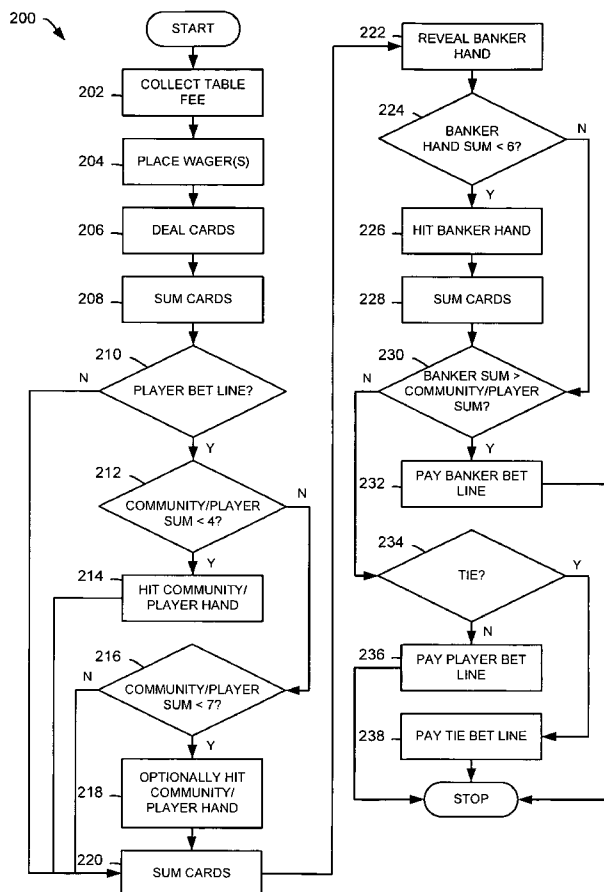 200
START
202
COLLECT TABLE
FEE
204
PLACE WAGER(S)
206
DEAL CARDS
208
SUM CARDS
210
N
PLAYER BET LINE?
Y
212
N
COMMUNITY/PLAYER
SUM < 4?
Y
214
HIT COMMUNITY/
PLAYER HAND
216
N
COMMUNITY/PLAYER
SUM < 7?
Y
218
OPTIONALLY HIT
COMMUNITY/
PLAYER HAND
220
SUM CARDS
222
REVEAL BANKER
HAND
224
N
BANKER
HAND SUM < 6?
Y
226
HIT BANKER HAND
228
SUM CARDS
230
N
BANKER SUM >
COMMUNITY/PLAYER
SUM?
Y
232
PAY BANKER BET
LINE
234
TIE?
Y
N
236
PAY PLAYER BET
LINE
238
PAY TIE BET LINE
STOP